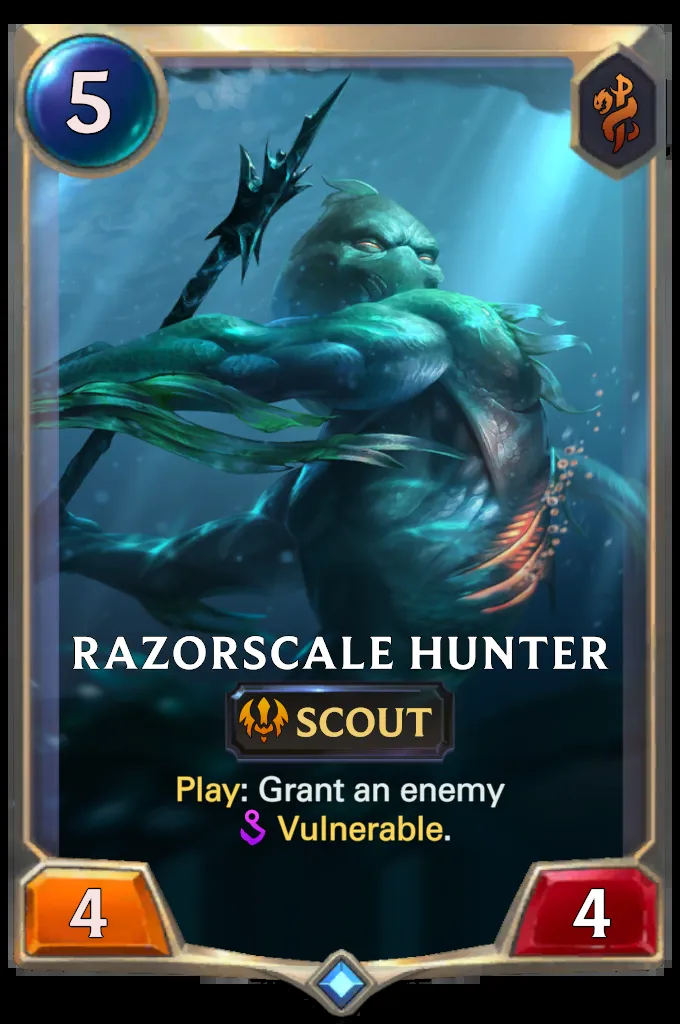 5
RAZORSCALE HUNTER
SCOUT
Play: Grant an enemy
Vulnerable.
4 4